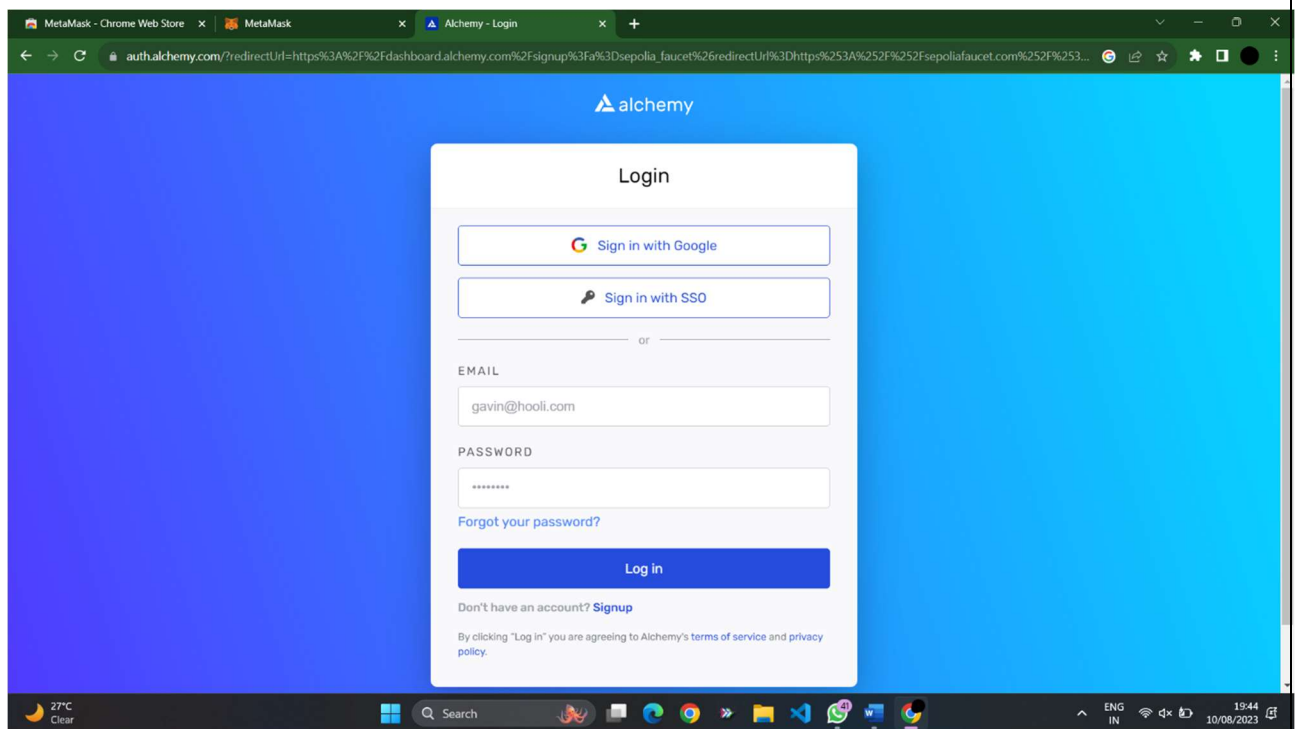 MetaMask - Chrome Web Store
MetaMask
Alchemy - Login
auth.alchemy.com/?redirectUrl=https%3A%2F%2Fdashboard.alchemy.com%2Fsignup%3Fa%3Dsepolia_faucet%26redirectUrl%3Dhttps%253A%252F%252Fsepoliafaucet.com%252F%253...
alchemy
Login
Sign in with Google
Sign in with SSO
or
EMAIL
gavin@hooli.com
PASSWORD
••••••••
Forgot your password?
Log in
Don't have an account? Signup
By clicking "Log in" you are agreeing to Alchemy's terms of service and privacy
policy.
27°C
Clear
Search
41
ENG
IN
19:44
10/08/2023